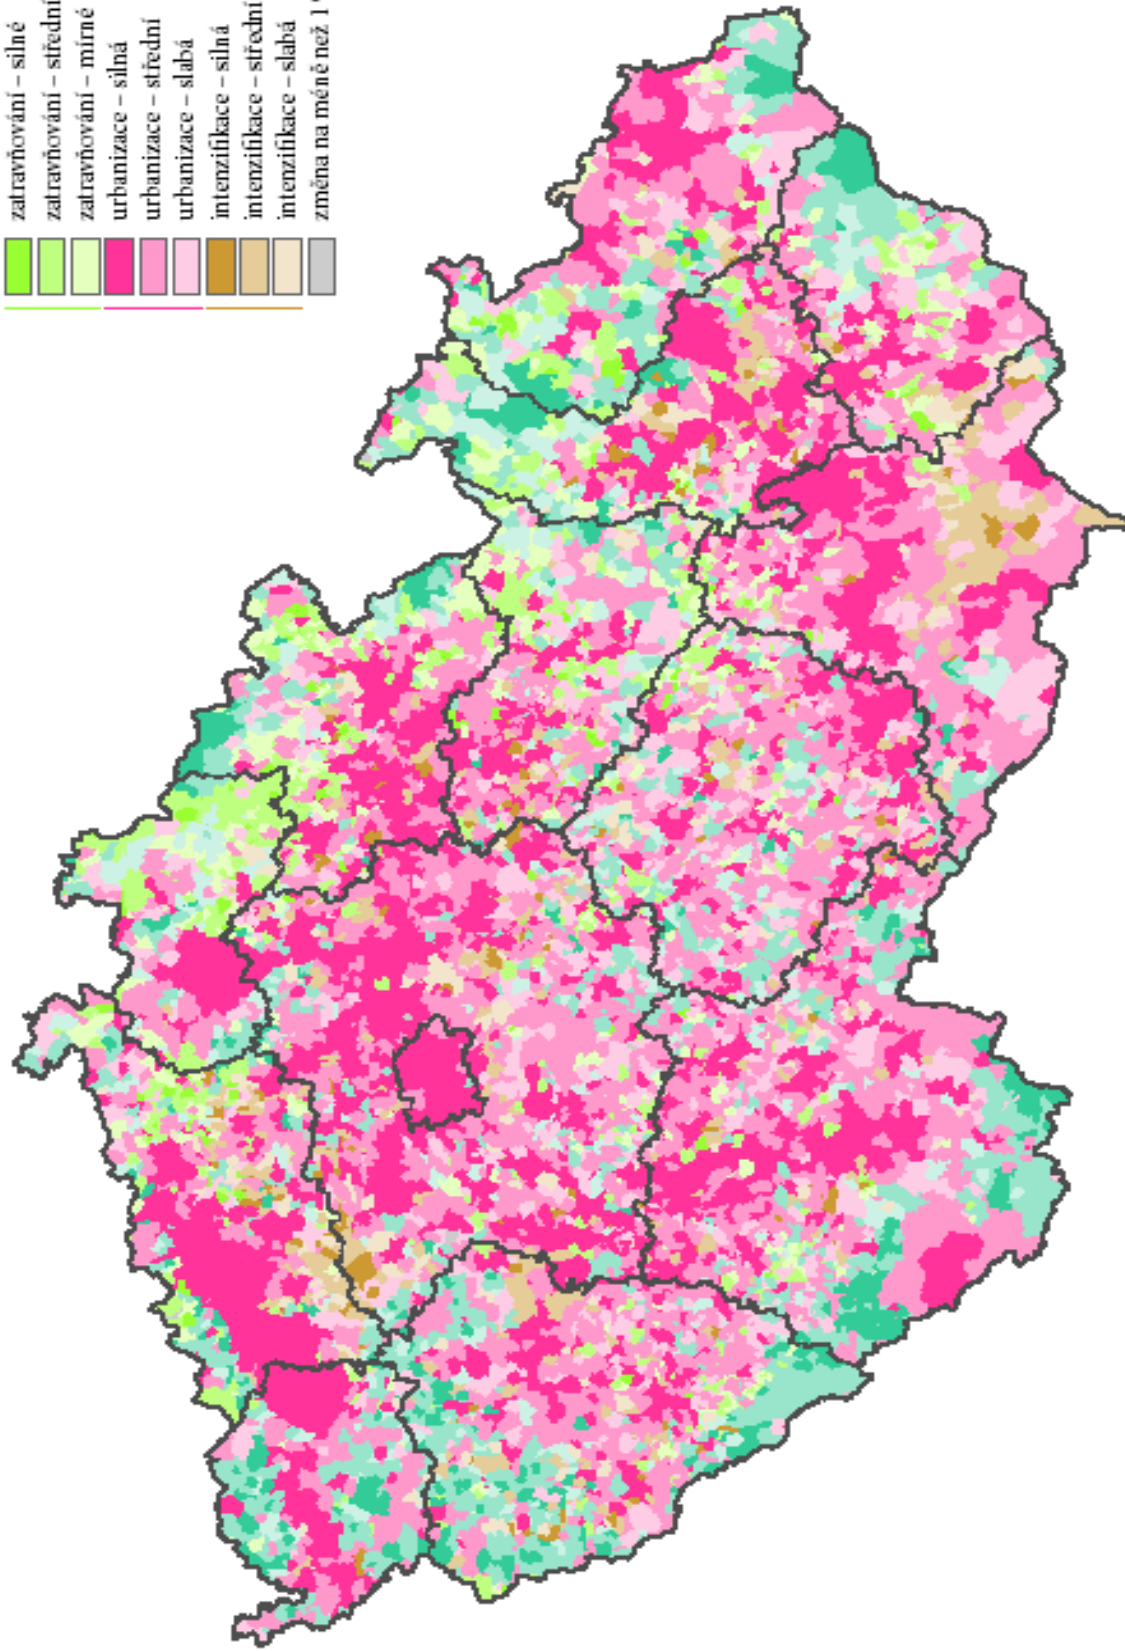 zatravňování – silné
zatravňování – střední
zatravňování – mírné
urbanizace – silná
urbanizace – střední
urbanizace – slabá
intenzifikace – silná
intenzifikace – střední
intenzifikace – slabá
změna na méně než 1